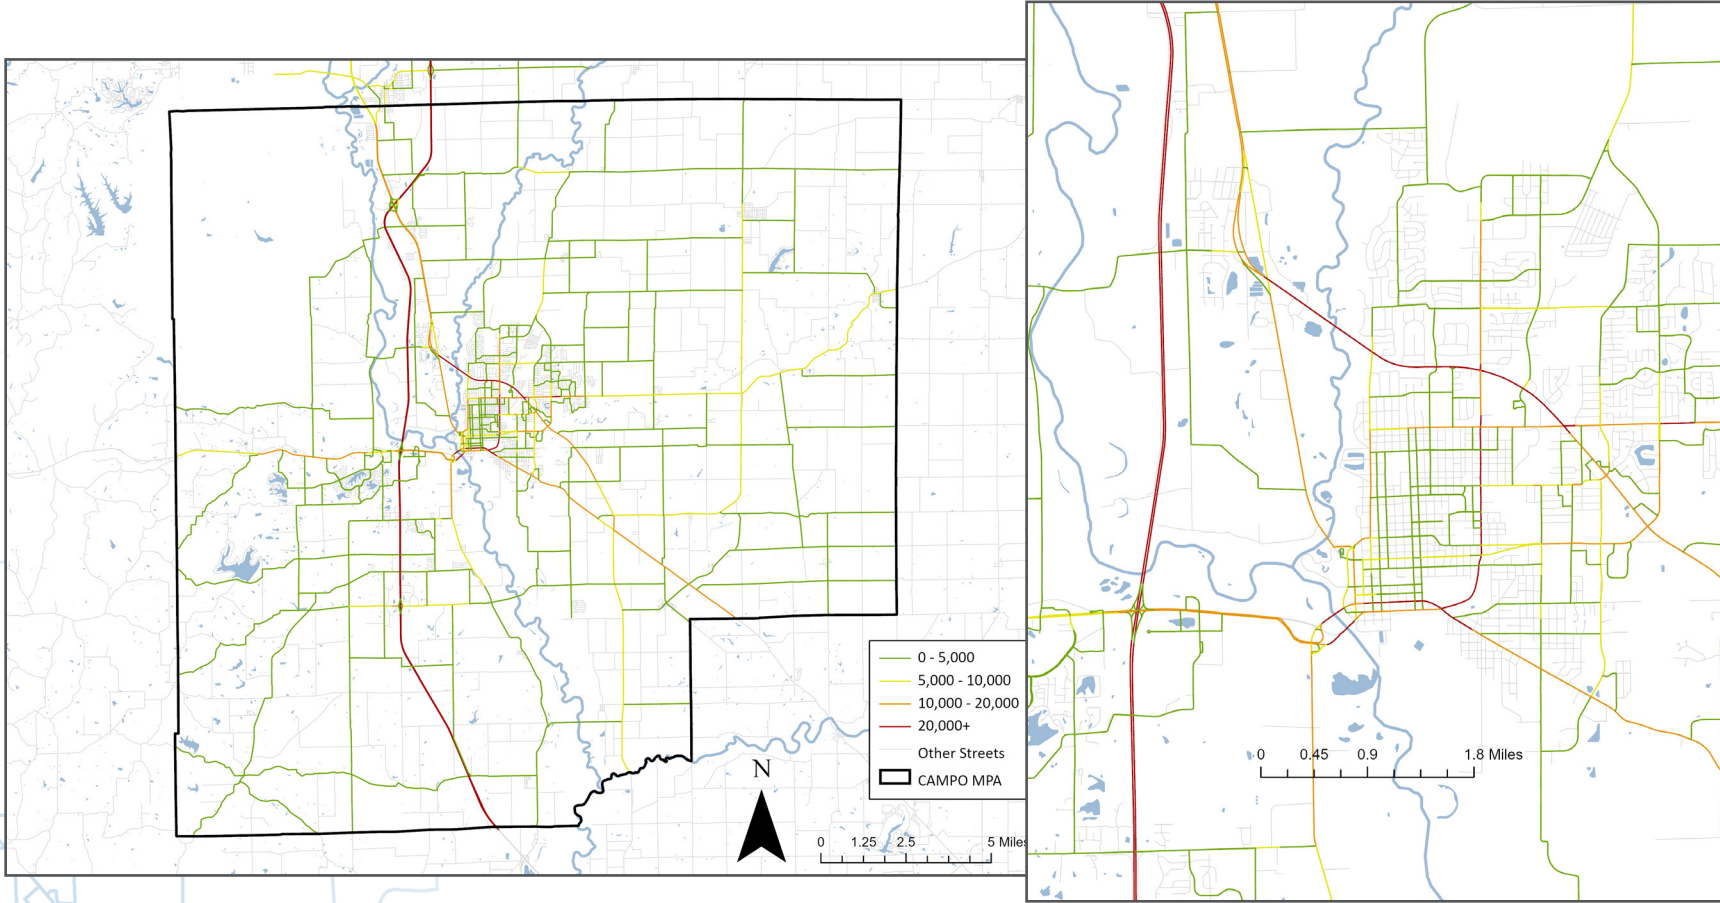 0 - 5,000
5,000 - 10,000
10,000 - 20,000
20,000+
Other Streets
CAMPO MPA
N
0 1.25 2.5 5 Miles
0 0.45 0.9 1.8 Miles